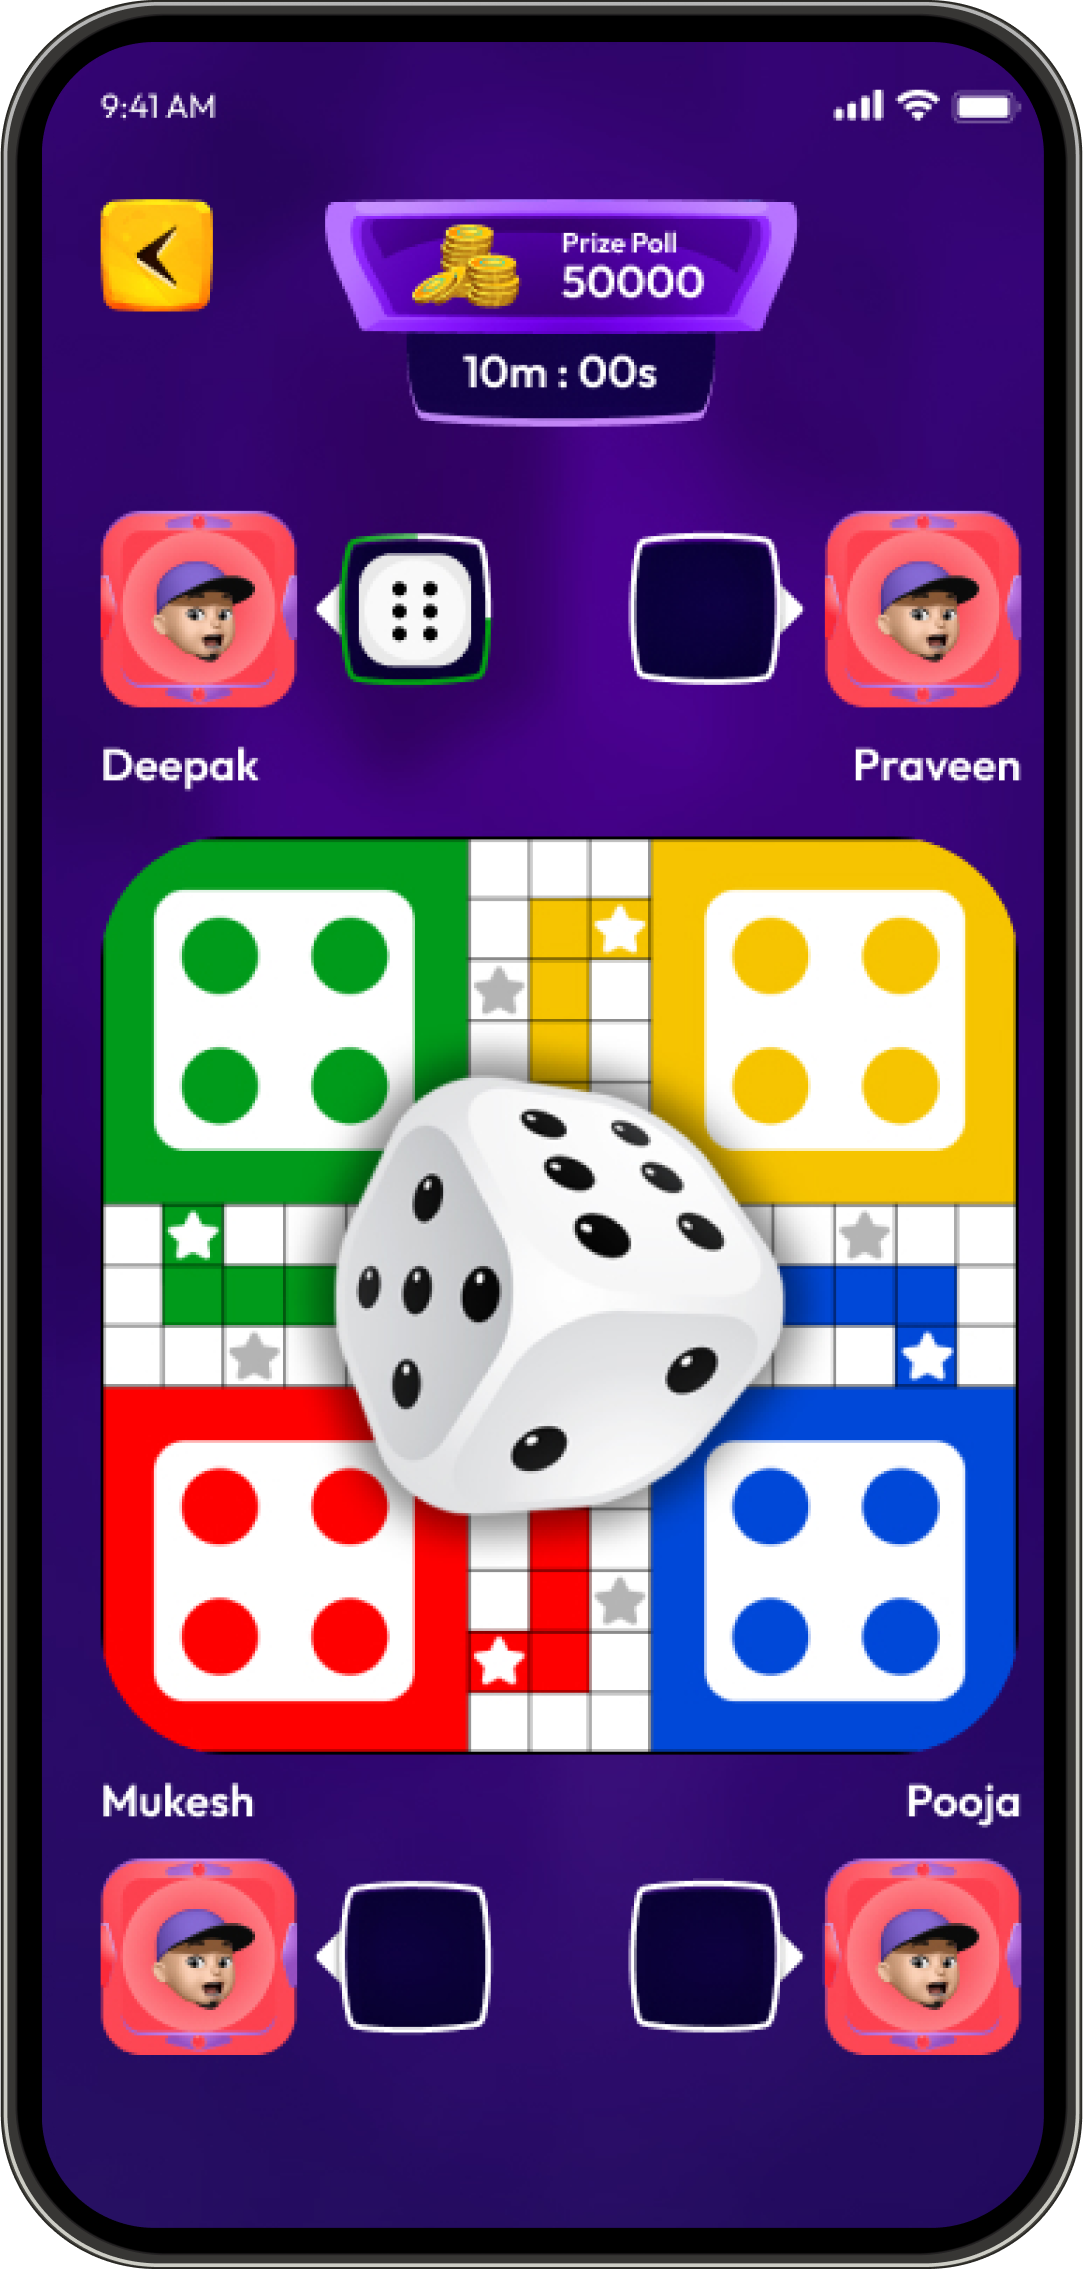 9:41 AM
Prize Poll
50000
10m : 00s
Deepak
Praveen
Mukesh
Pooja